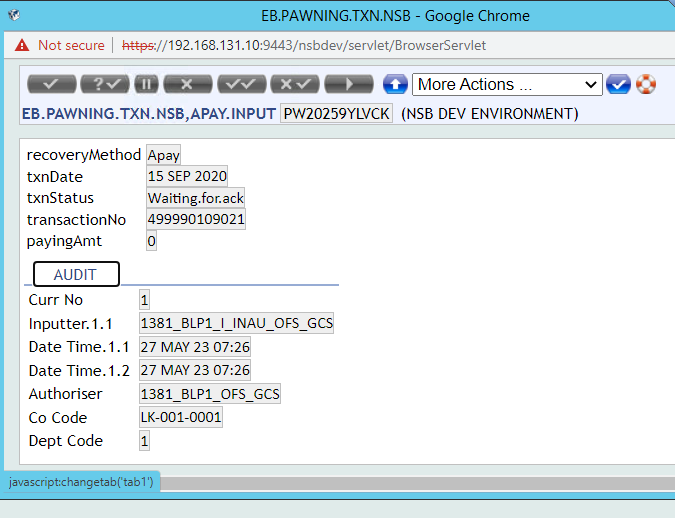 EB.PAWNING.TXN.NSB - Google Chrome
Not secure | https://192.168.131.10:9443/nsbdev/servlet/BrowserServlet
More Actions ...
EB.PAWNING.TXN.NSB,APAY.INPUT PW20259YLVCK (NSB DEV ENVIRONMENT)
recoveryMethod Apay
txnDate 15 SEP 2020
txnStatus Waiting.for.ack
transactionNo 499990109021
payingAmt 0
AUDIT
Curr No 1
Inputter.1.1 1381_BLP1_I_INAU_OFS_GCS
Date Time.1.1 27 MAY 23 07:26
Date Time.1.2 27 MAY 23 07:26
Authoriser 1381_BLP1_OFS_GCS
Co Code LK-001-0001
Dept Code 1
javascript:changetab('tab1')